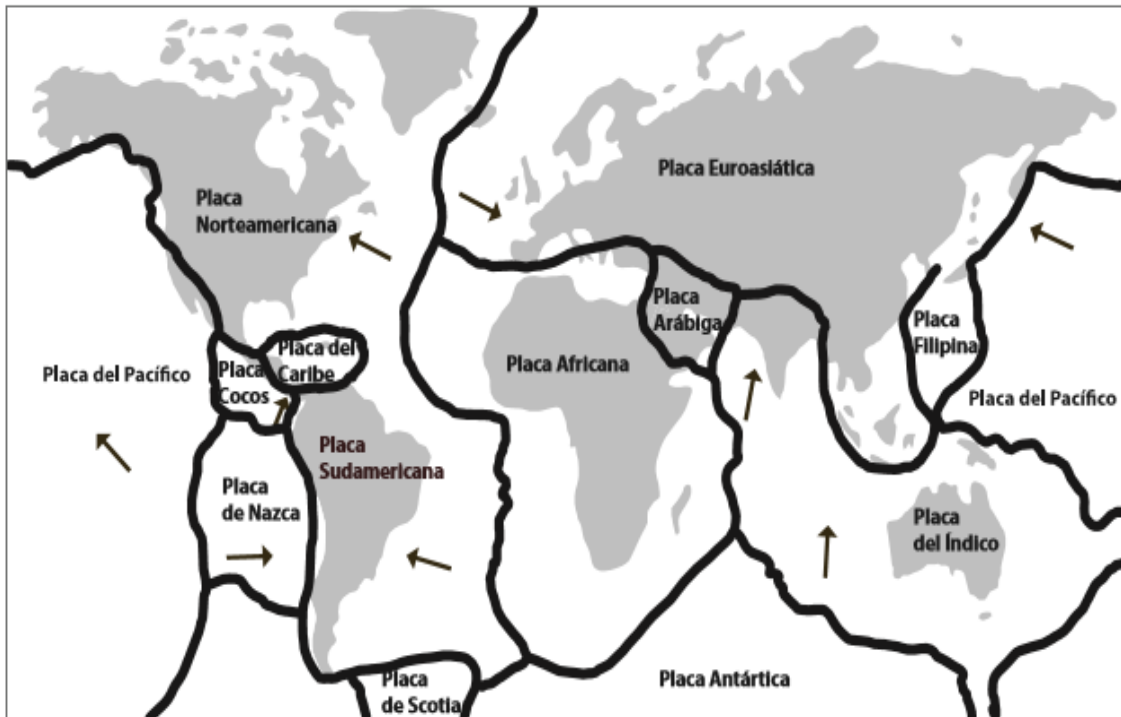 Placa Euroasiática
Placa
Norteamericana
Placa
Arábiga
Placa
Filipina
Placa del
Caribe
Placa Africana
Placa
Cocos
Placa del Pacífico
Placa del Pacífico
Placa
Sudamericana
Placa
de Nazca
Placa
del Índico
Placa Antártica
Placa
de Scotia